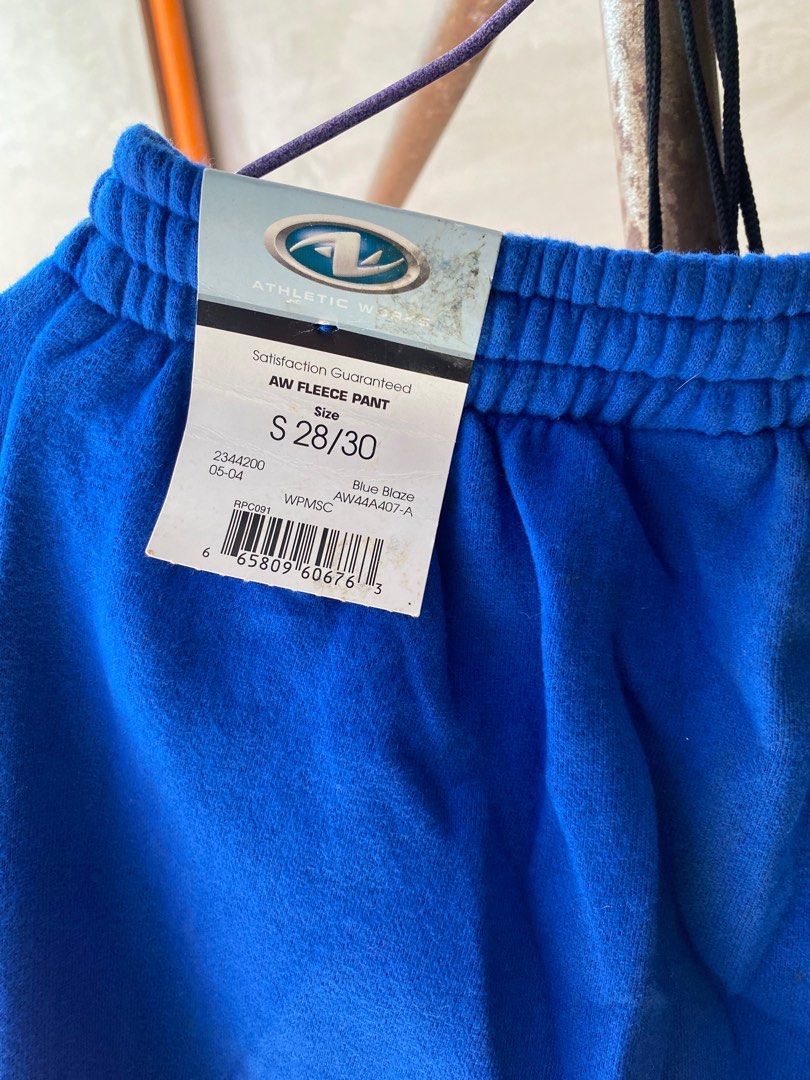 ATHLETIC WORKS
Satisfaction Guaranteed
AW FLEECE PANT
Size
S 28/30
2344200
05-04
Blue Blaze
WPMSC
AW44A407-A
RPC091
6 65809 60676 3